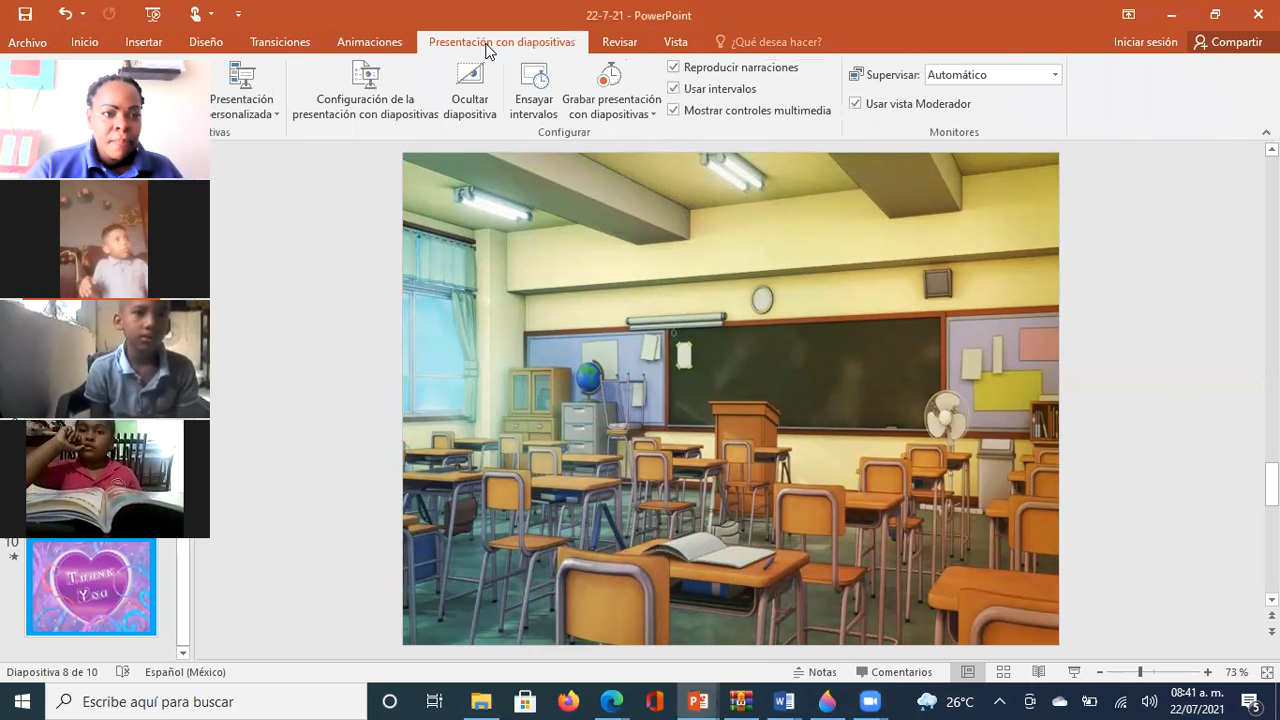 22-7-21 - PowerPoint
Archivo Inicio Insertar Diseño Transiciones Animaciones Presentación con diapositivas Revisar Vista ¿Qué desea hacer? Iniciar sesión Compartir
Presentación
personalizada
Configuración de la
presentación con diapositivas
Ocultar
diapositiva
Ensayar
intervalos
Grabar presentación
con diapositivas
Reproducir narraciones
Usar intervalos
Mostrar controles multimedia
Supervisar: Automático
Usar vista Moderador
Configurar
Monitores
10
THANK
YOU
Diapositiva 8 de 10 Español (México) Notas Comentarios 73 %
Escribe aquí para buscar
26°C
08:41 a. m.
22/07/2021
5